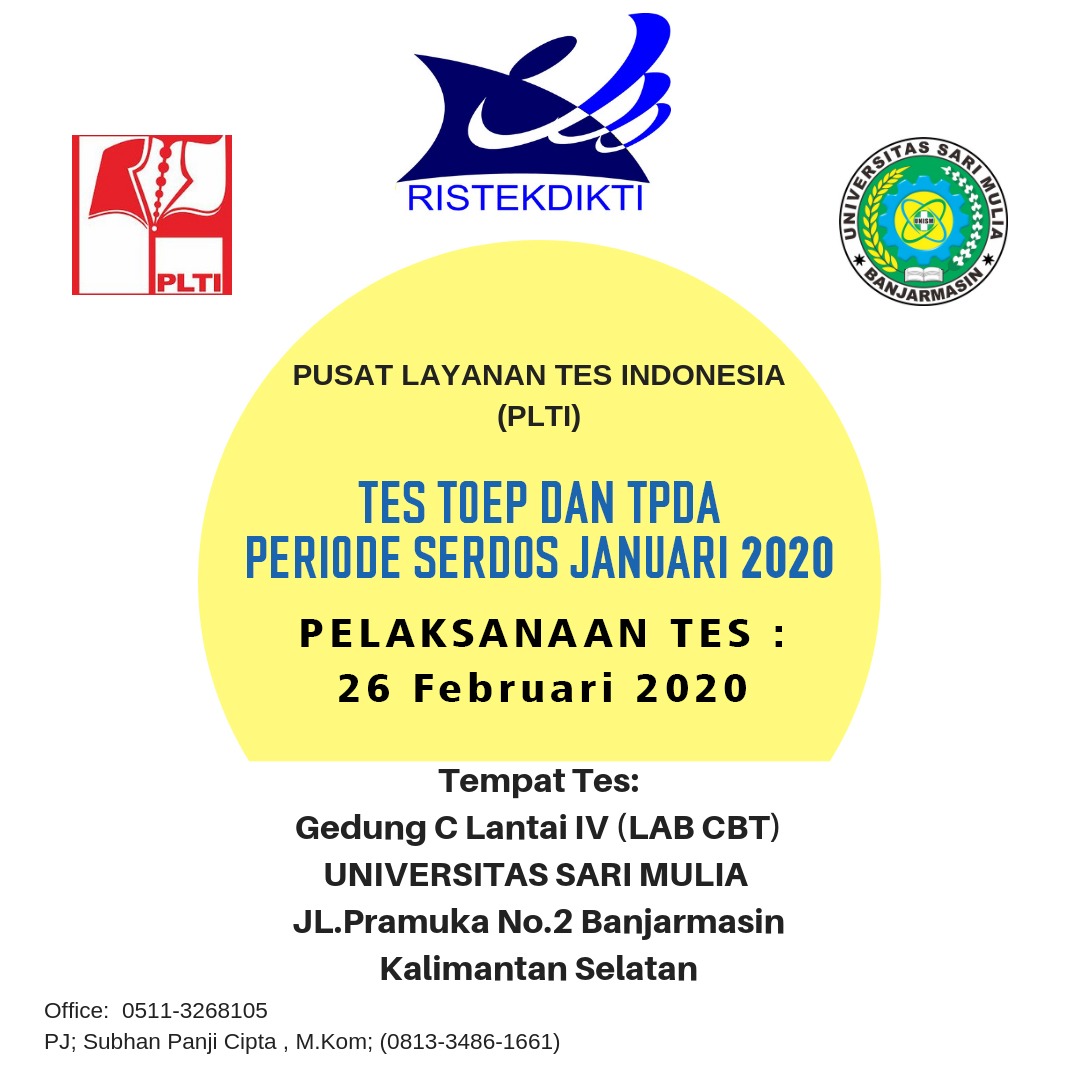 RISTEKDIKTI
PLTI
UNIVERSITAS SARI MULIA
UNISM
BANJARMASIN
PUSAT LAYANAN TES INDONESIA
(PLTI)
TES TOEP DAN TPDA
PERIODE SERDOS JANUARI 2020
PELAKSANAAN TES :
26 Februari 2020
Tempat Tes:
Gedung C Lantai IV (LAB CBT)
UNIVERSITAS SARI MULIA
JL.Pramuka No.2 Banjarmasin
Kalimantan Selatan
Office:  0511-3268105
PJ; Subhan Panji Cipta , M.Kom; (0813-3486-1661)